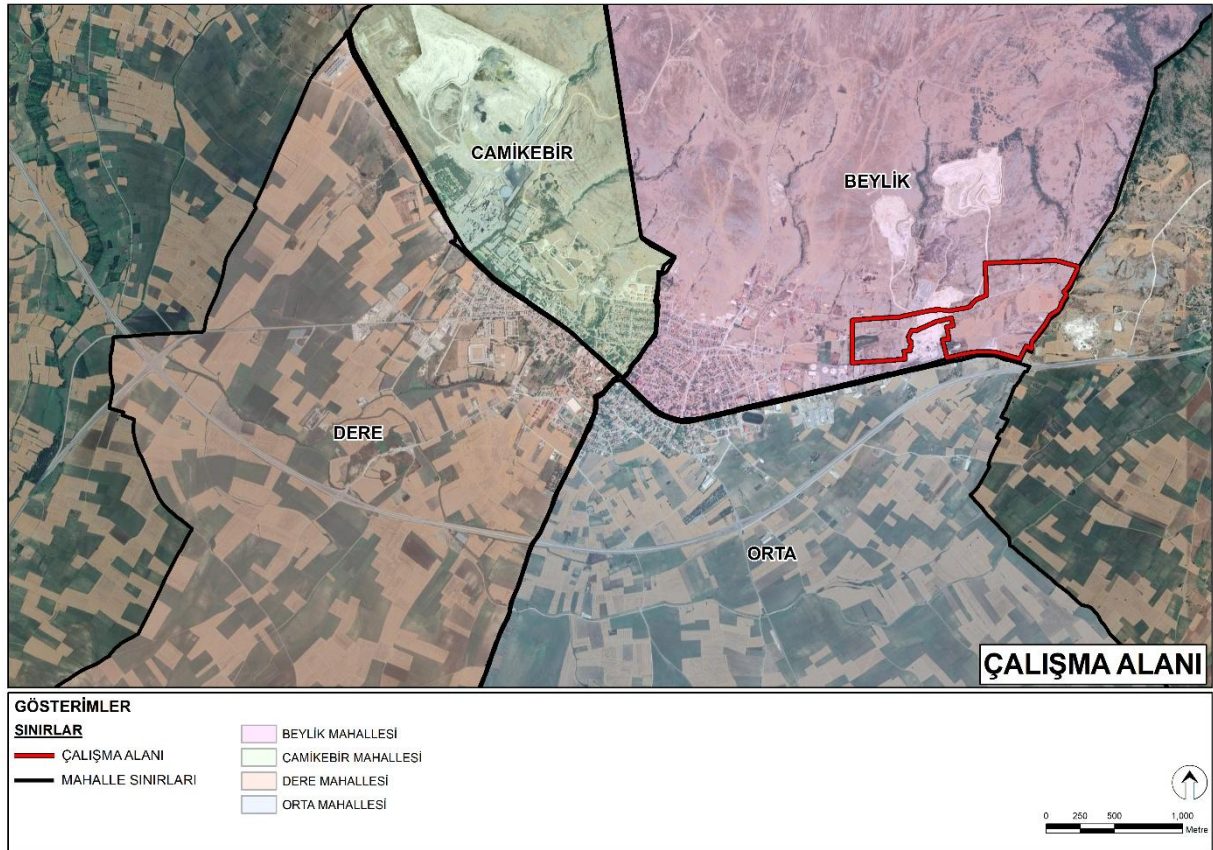 CAMİKEBİR
BEYLİK
DERE
ORTA
ÇALIŞMA ALANI
GÖSTERİMLER
SINIRLAR
ÇALIŞMA ALANI
MAHALLE SINIRLARI
BEYLİK MAHALLESİ
CAMİKEBİR MAHALLESİ
DERE MAHALLESİ
ORTA MAHALLESİ
0 250 500 1,000
Metre